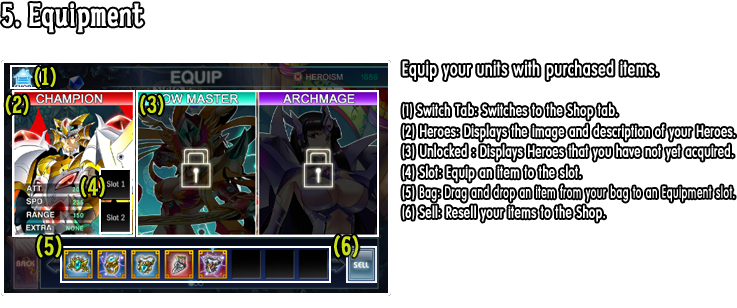 5. Equipment
Equip your units with purchased items.
(1) Switch Tab: Switches to the Shop tab.
(2) Heroes: Displays the image and description of your Heroes.
(3) Unlocked : Displays Heroes that you have not yet acquired.
(4) Slot: Equip an item to the slot.
(5) Bag: Drag and drop an item from your bag to an Equipment slot.
(6) Sell: Resell your items to the Shop.
(1)
SHOP
EQUIP
HEROISM
(2)
CHAMPION
(3)
OW MASTER
ARCHMAGE
(4)
Slot 1
Slot 2
ATT
SPD
RANGE 150
EXTRA NONE
(5)
(6)
BACK
SELL